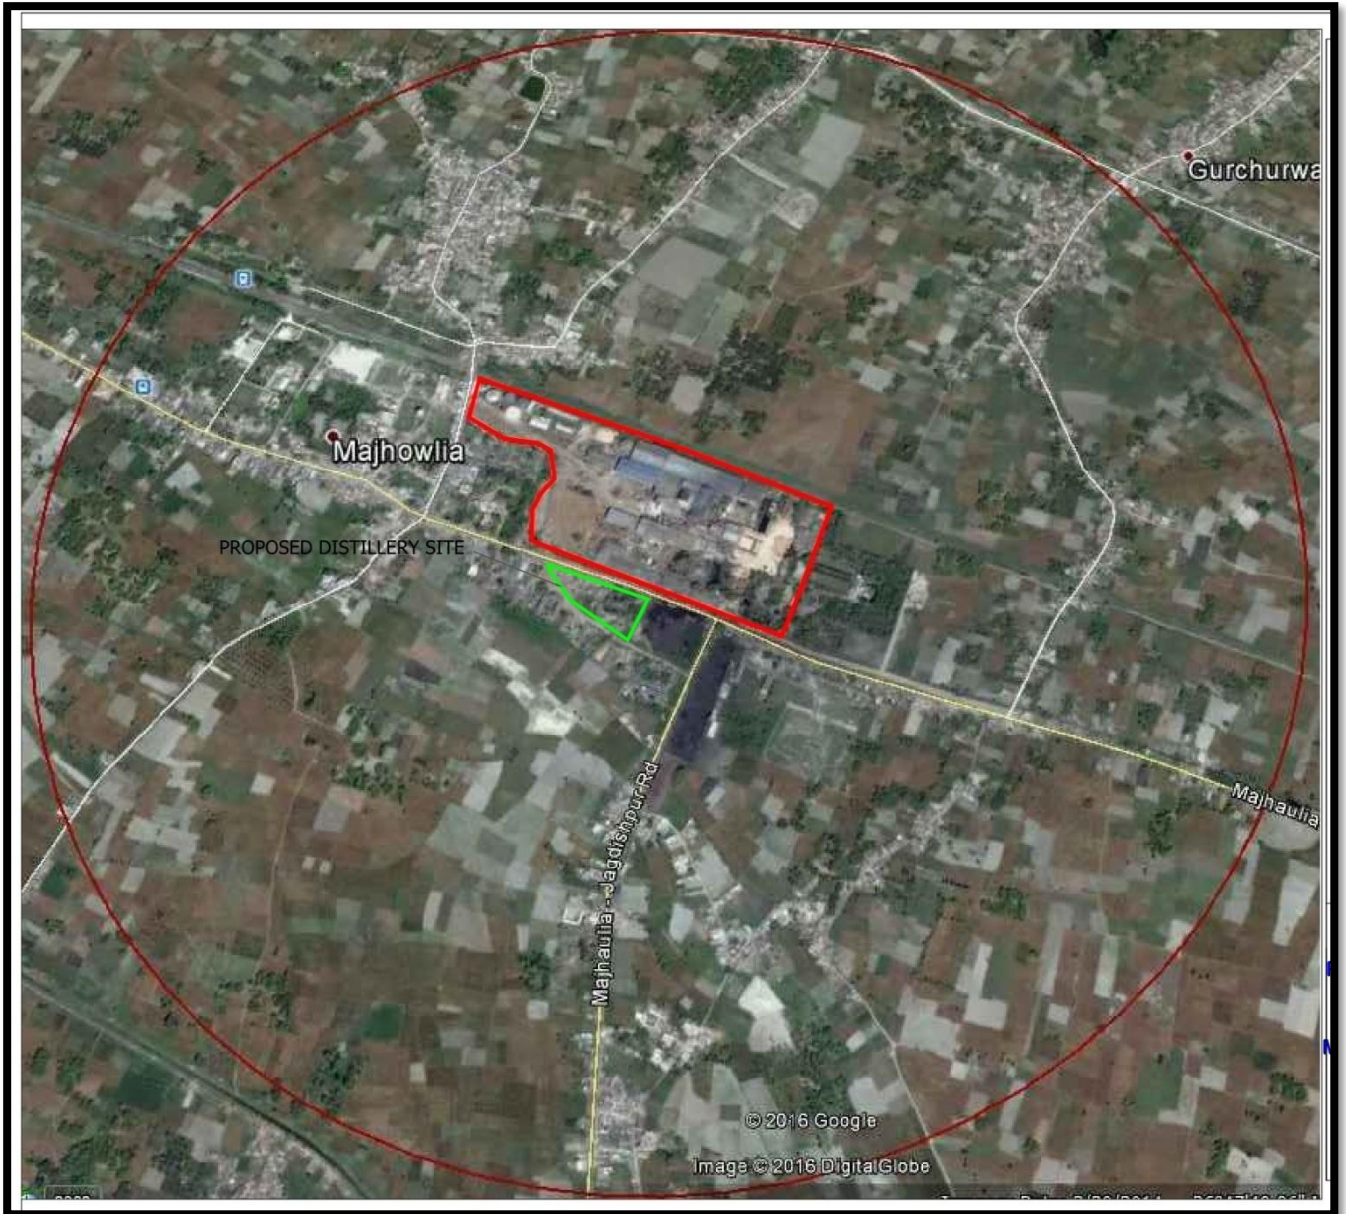 Gurchurwa
Majhowlia
PROPOSED DISTILLERY SITE
Majhaulia
Majhaulia - Jagdishpur Rd
© 2016 Google
Image © 2016 DigitalGlobe